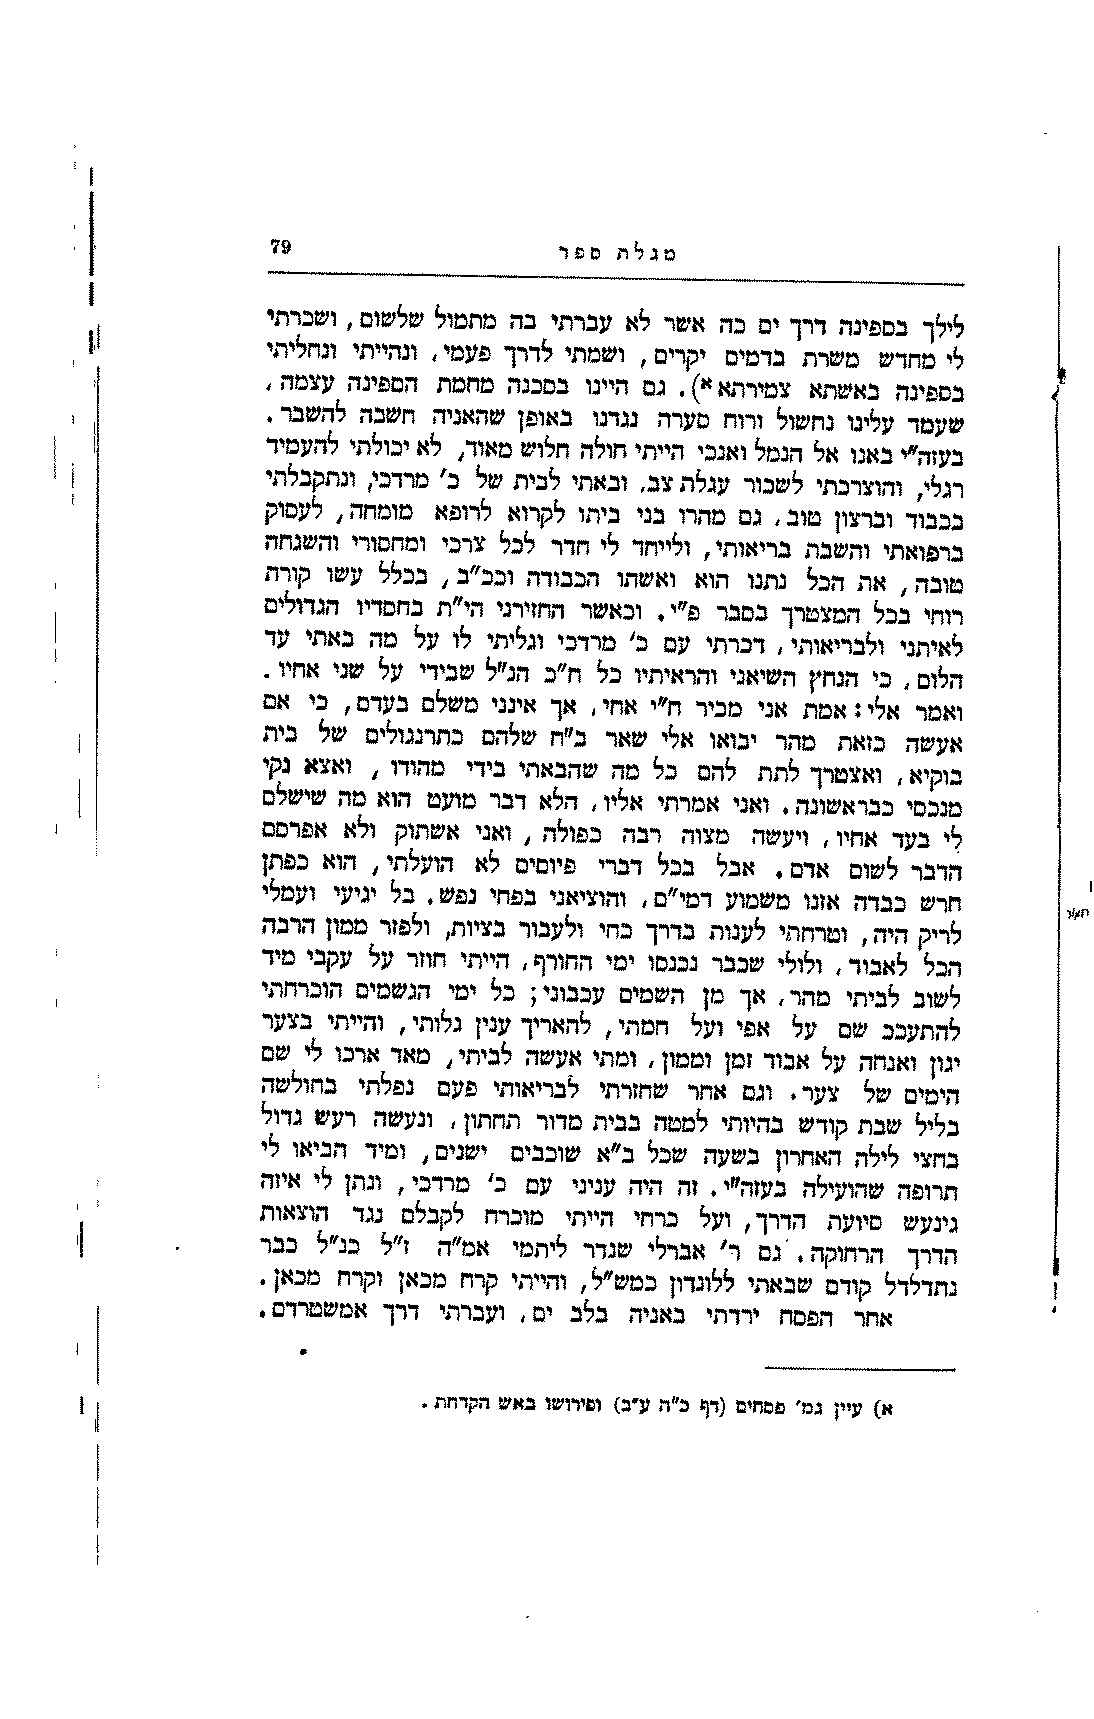 מגלת ספר 79
לילך בספינה דרך ים כה אשר לא עברתי בה מתמול שלשום, ושכרתי
לי מחדש משרת בדמים יקרים, ושמתי לדרך פעמי, ונהייתי ונחליתי
בספינה באשתא צמירתא א). גם היינו בסכנה מחמת הספינה עצמה,
שעמד עלינו נחשול ורוח סערה נגדנו באופן שהאניה חשבה להשבר.
בעזה"י באנו אל הנמל ואנכי הייתי חולה חלוש מאוד, לא יכולתי להעמיד
רגלי, והוצרכתי לשכור עגלת צב, ובאתי לבית של כ' מרדכי, ונתקבלתי
בכבוד וברצון טוב, גם מהרו בני ביתו לקרוא לרופא מומחה, לעסוק
ברפואתי והשבת בריאותי, ולייחד לי חדר לכל צרכי ומחסורי והשגחה
טובה, את הכל נתנו הוא ואשתו הכבודה וככ"ב, בכלל עשו קורת
רוחי בכל המצטרך בסבר פ"י. וכאשר החזירני הי"ת בחסדיו הגדולים
לאיתני ולבריאותי, דברתי עם כ' מרדכי וגליתי לו על מה באתי עד
הלום, כי הנחץ השיאני והראיתיו כל ח"כ הנ"ל שבידי על שני אחיו.
ואמר אלי: אמת אני מכיר ח"י אחי, אך אינני משלם בעדם, כי אם
אעשה כזאת מהר יבואו אלי שאר ב"ח שלהם כתרנגולים של בית
בוקיא, ואצטרך לתת להם כל מה שהבאתי בידי מהודו, ואצא נקי
מנכסי כבראשונה. ואני אמרתי אליו, הלא דבר מועט הוא מה שישלם
לי בעד אחיו, ויעשה מצוה רבה כפולה, ואני אשתוק ולא אפרסם
הדבר לשום אדם. אבל בכל דברי פיוסים לא הועלתי, הוא כפתן
חרש כבדה אזנו משמוע דמי"ם, והוציאני בפחי נפש. כל יגיעי ועמלי
לריק היה, וטרחתי לענות בדרך כחי ולעבור בציות, ולפזר ממון הרבה
הכל לאבוד, ולולי שכבר נכנסו ימי החורף, הייתי חוזר על עקבי מיד
לשוב לביתי מהר, אך מן השמים עכבוני; כל ימי הגשמים הוכרחתי
להתעכב שם על אפי ועל חמתי, להאריך ענין גלותי, והייתי בצער
יגון ואנחה על אבוד זמן וממון, ומתי אעשה לביתי, מאד ארכו לי שם
הימים של צער. וגם אחר שחזרתי לבריאותי פעם נפלתי בחולשה
בליל שבת קודש בהיותי למטה בבית מדור תחתון, ונעשה רעש גדול
בחצי לילה האחרון בשעה שכל ב"א שוכבים ישנים, ומיד הביאו לי
תרופה שהועילה בעזה"י. זה היה עניני עם כ' מרדכי, ונתן לי איזה
גינעש סיועת הדרך, ועל כרחי הייתי מוכרח לקבלם נגד הוצאות
הדרך הרחוקה. גם ר' אברלי שנדר ליתמי אמ"ה ז"ל כנ"ל כבר
נתדלדל קודם שבאתי ללונדון כמש"ל, והייתי קרח מכאן וקרח מכאן.
אחר הפסח ירדתי באניה בלב ים, ועברתי דרך אמשטרדם.
א) עיין גמ' פסחים (דף כ"ה ע"ב) ופירושו באש הקדחת.